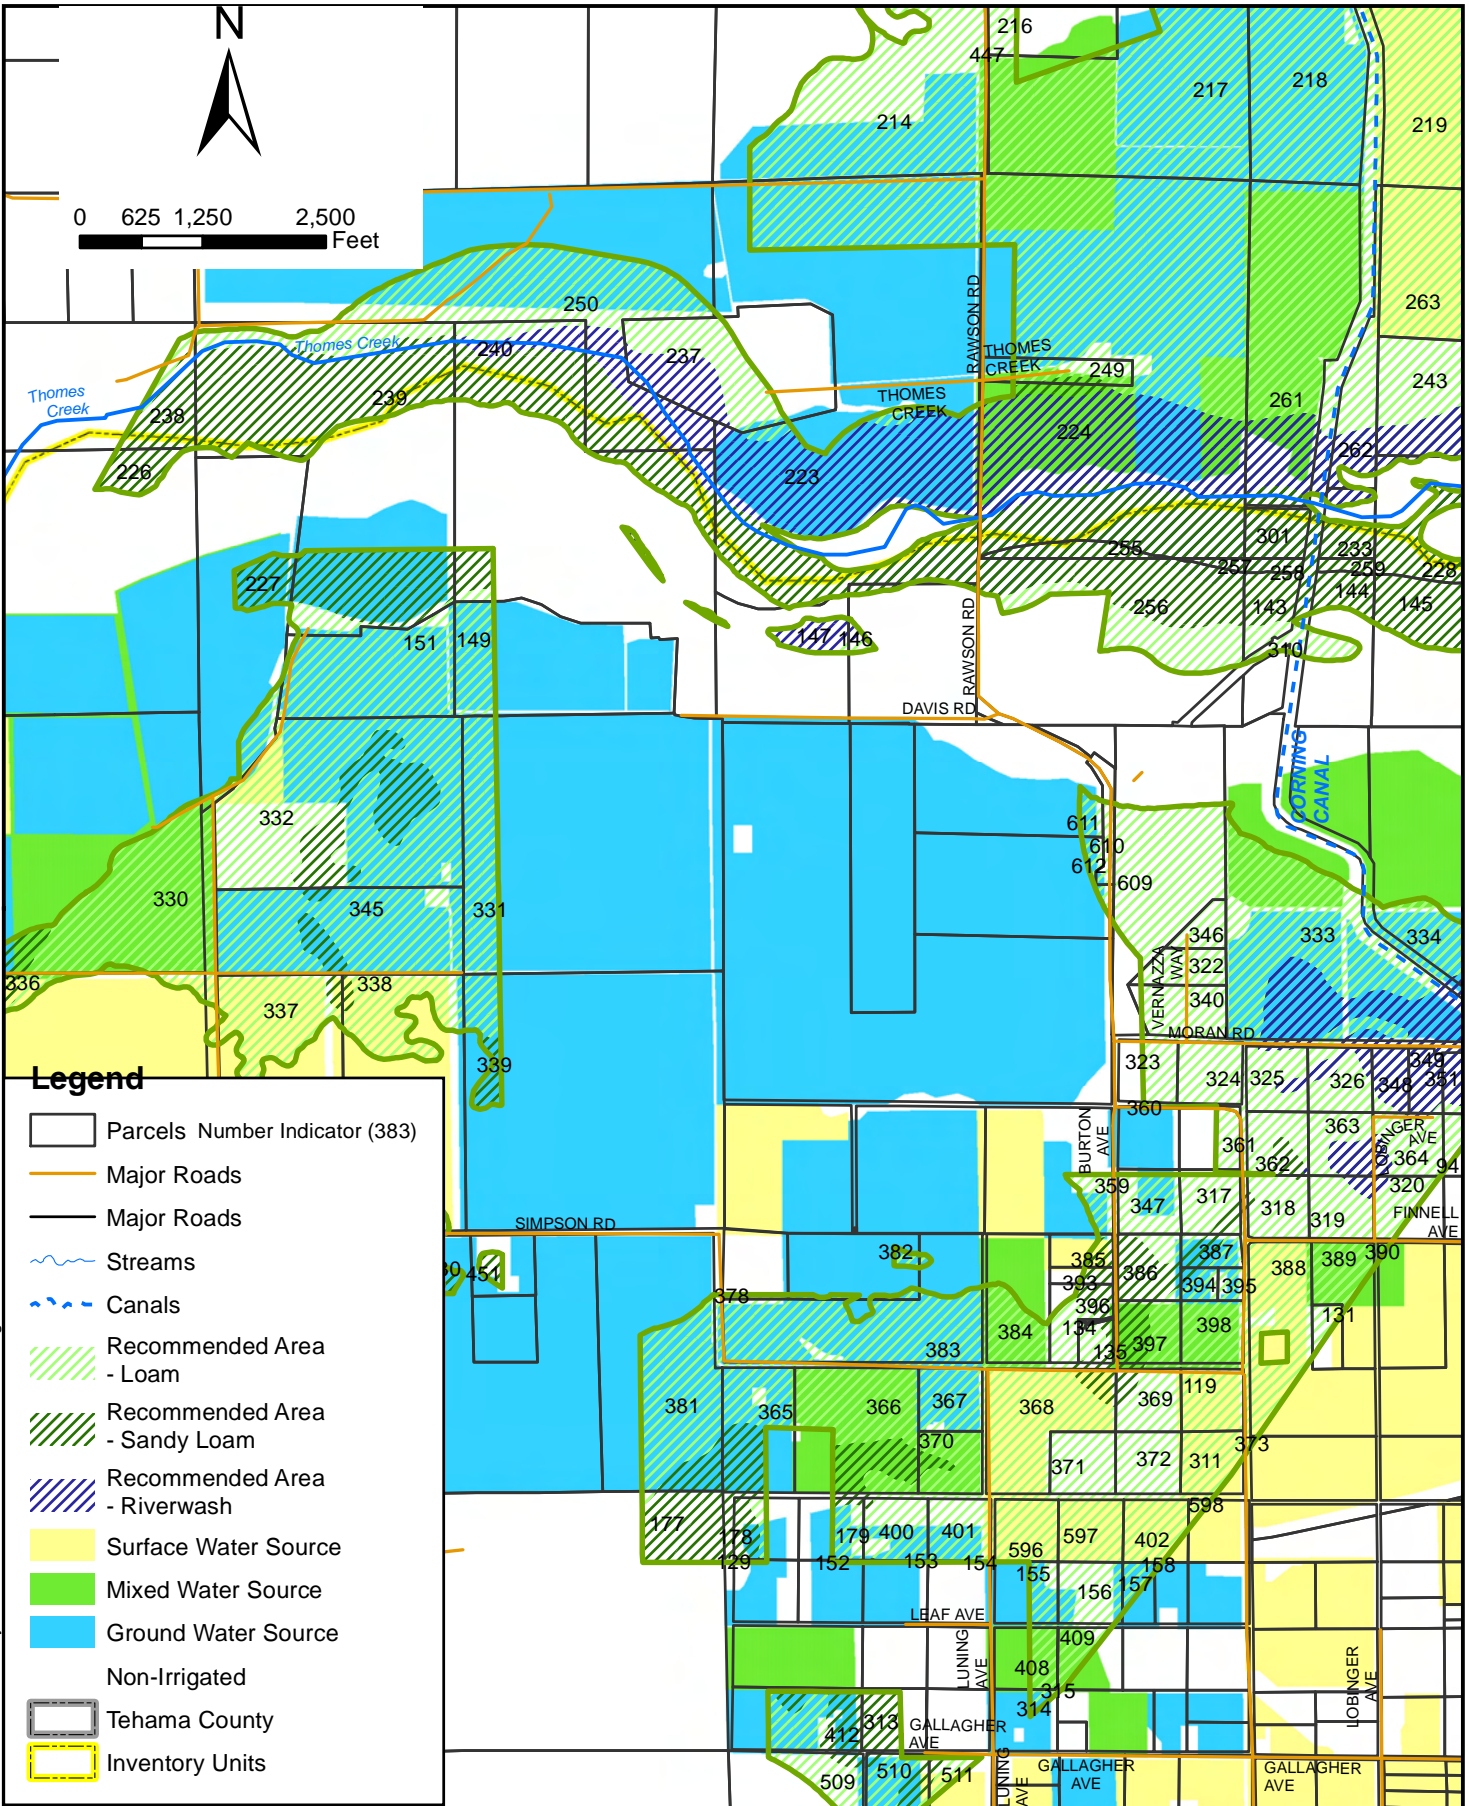 N
0 625 1,250 2,500
Feet
216
447
217
218
214
219
250
263
RAWSON RD
Thomes Creek
240
237
THOMES
CREEK
249
243
Thomes
Creek
239
238
THOMES
CREEK
261
224
262
226
223
301
255
233
257
258
259
228
227
144
256
143
145
147
146
151
149
RAWSON RD
310
DAVIS RD
CORNING
CANAL
332
611
610
612
609
330
345
331
346
333
334
VERNAZZA
WAY
322
336
338
337
340
MORAN RD
339
323
324
325
326
348
349
351
360
BURTON
AVE
361
362
363
LOBINGER
AVE
364
94
359
347
317
318
319
320
FINNELL
AVE
SIMPSON RD
382
385
386
387
388
389
390
451
393
394
395
378
396
131
134
384
398
383
135
397
381
365
366
367
368
369
119
370
371
372
311
373
177
178
179
400
401
596
597
402
598
129
152
153
154
155
156
157
158
LEAF AVE
LUNING
AVE
409
408
315
314
LOBINGER
AVE
412
313
GALLAGHER
AVE
509
510
511
LUNING
AVE
GALLAGHER
AVE
GALLAGHER
AVE
Legend
Parcels Number Indicator (383)
Major Roads
Major Roads
Streams
Canals
Recommended Area
- Loam
Recommended Area
- Sandy Loam
Recommended Area
- Riverwash
Surface Water Source
Mixed Water Source
Ground Water Source
Non-Irrigated
Tehama County
Inventory Units